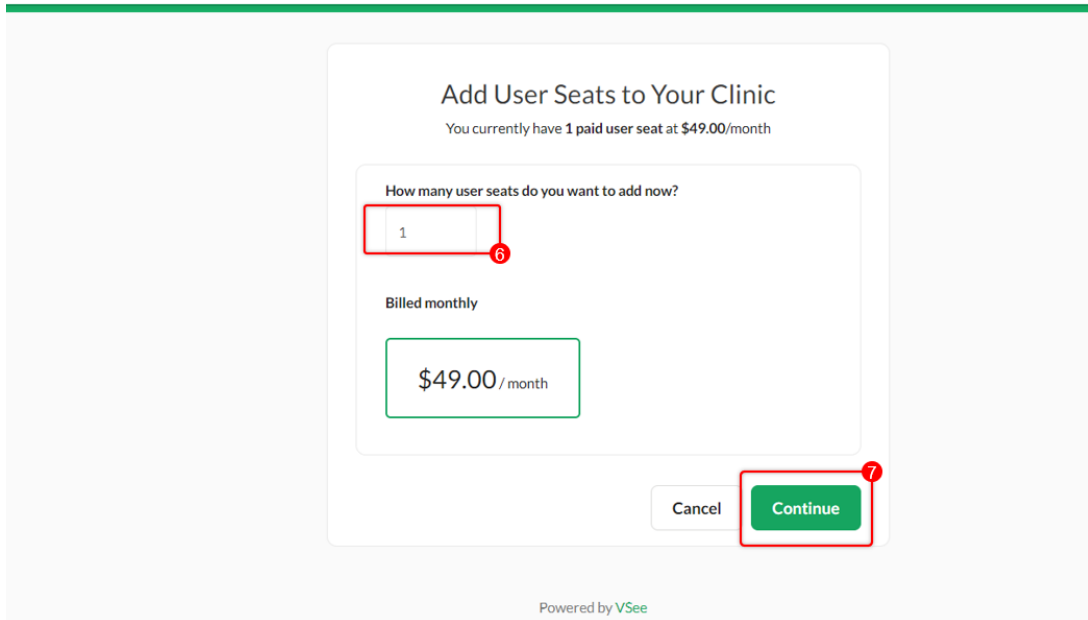 Add User Seats to Your Clinic
You currently have 1 paid user seat at $49.00/month
How many user seats do you want to add now?
1
6
Billed monthly
$49.00 / month
7
Cancel
Continue
Powered by VSee